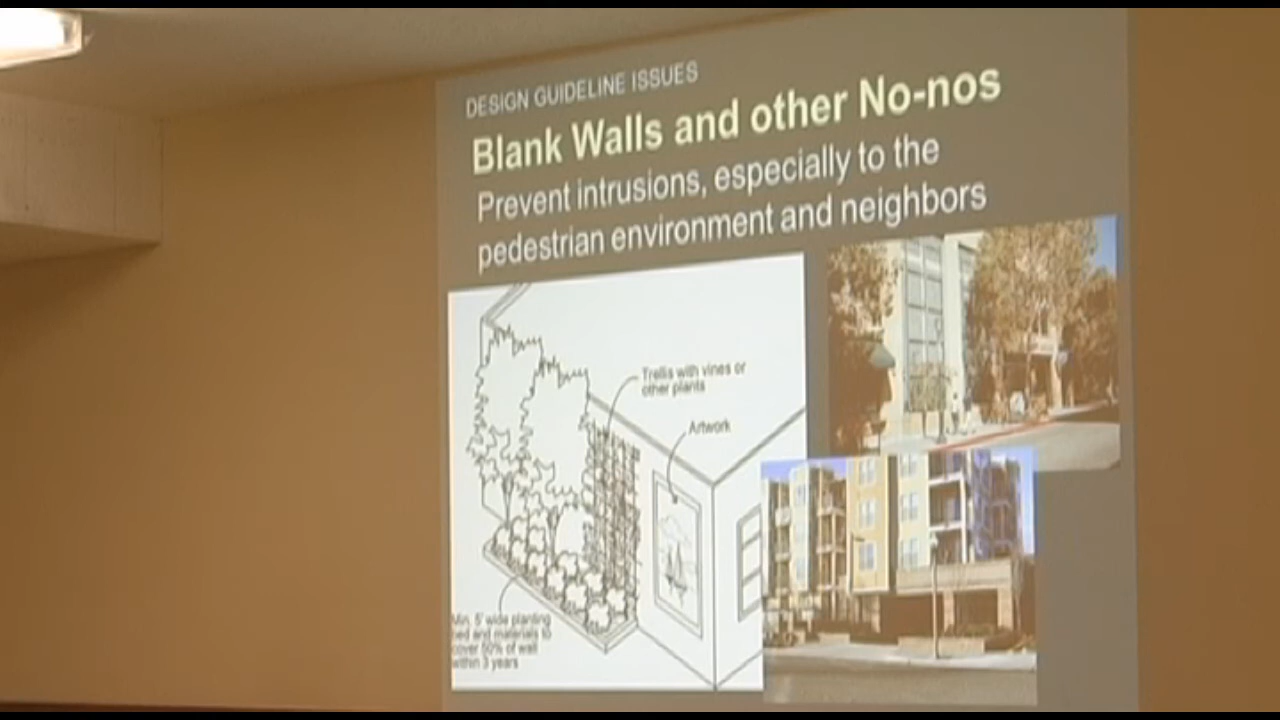 DESIGN GUIDELINE ISSUES
Blank Walls and other No-nos
Prevent intrusions, especially to the
pedestrian environment and neighbors
Trellis with vines or
other plants
Artwork
Min. 5' wide planting
bed and materials to
cover 50% of wall
within 3 years